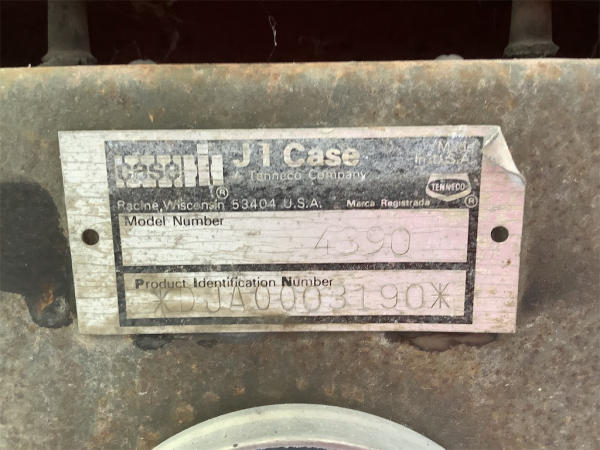 case IH
J I Case
A Tenneco Company
Made
In U.S.A.
TENNECO
®
®
Racine, Wisconsin 53404 U.S.A.
Marca Registrada
Model Number
4390
Product Identification Number
*DJA0003190*